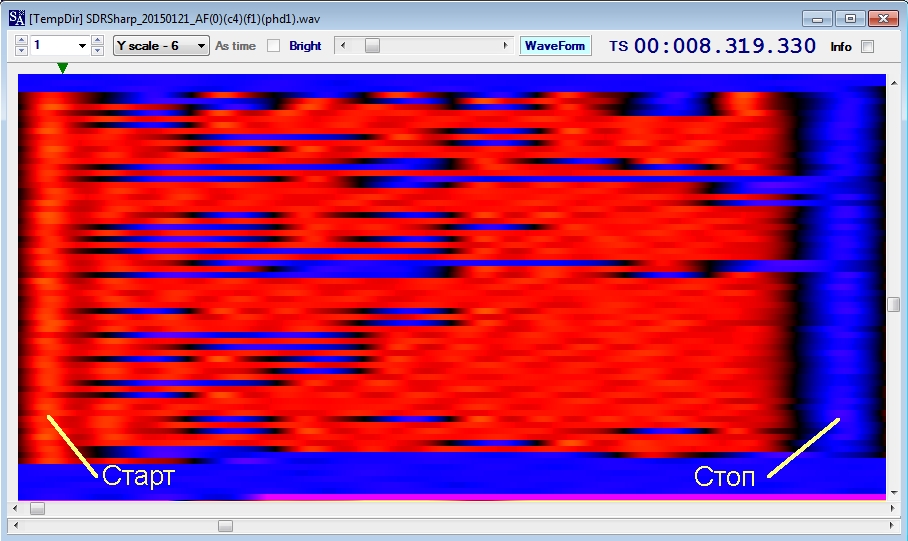 SA [TempDir] SDRSharp_20150121_AF(0)(c4)(f1)(phd1).wav
1 Y scale - 6 As time Bright WaveForm TS 00:008.319.330 Info
Старт Стоп